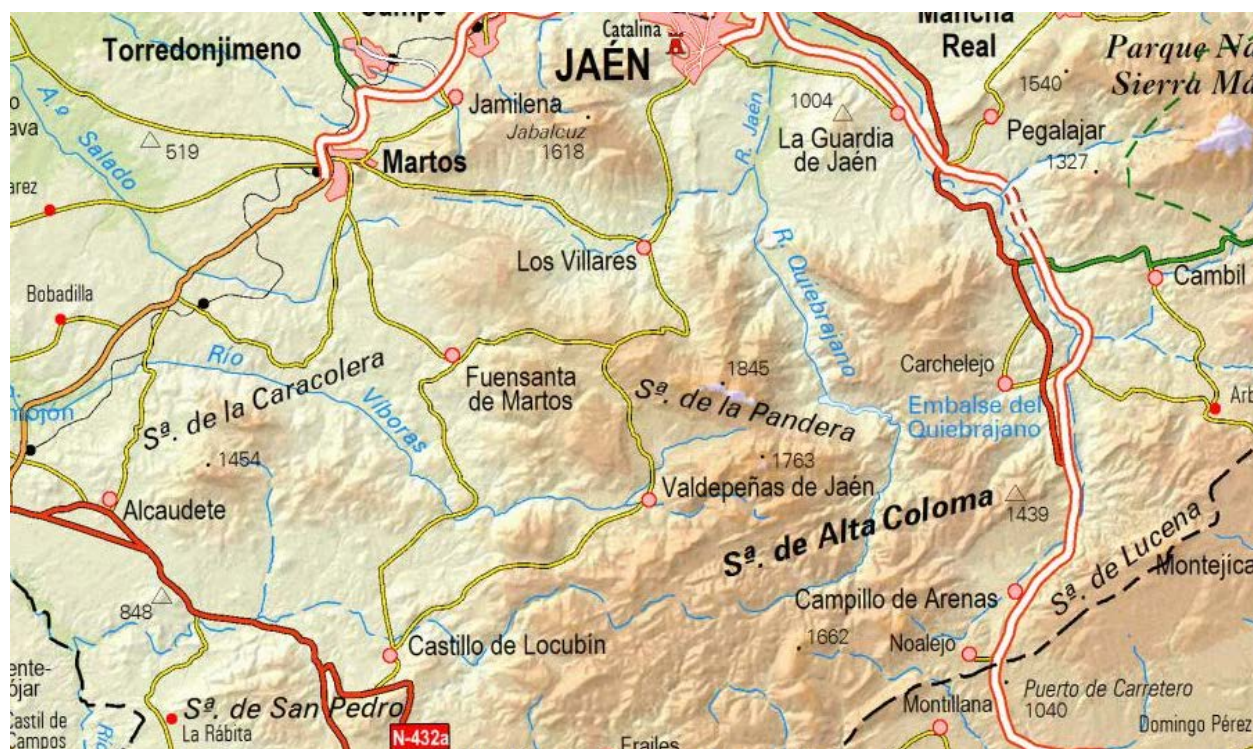 Catalina
Mancha
Real
Torredonjimeno
JAÉN
Parque
Sierra
Jamilena
1004
1540
A.º Salado
519
Jabalcuz
1618
R. Jaén
La Guardia
de Jaén
Pegalajar
1327
Martos
Los Villares
R. Quiebrajano
Cambil
Bobadilla
Río
Víboras
Sª. de la Caracolera
Fuensanta
de Martos
1845
Sª. de la Pandera
Carchelejo
Embalse del
Quiebrajano
1454
1763
Alcaudete
Valdepeñas de Jaén
Sª. de Alta Coloma
1439
Sª. de Lucena
Montejíca
848
Campillo de Arenas
Castillo de Locubín
1662
Noalejo
Sª. de San Pedro
La Rábita
Castil de
Campos
N-432a
Puerto de Carretero
1040
Montillana
Domingo Pérez
Frailes